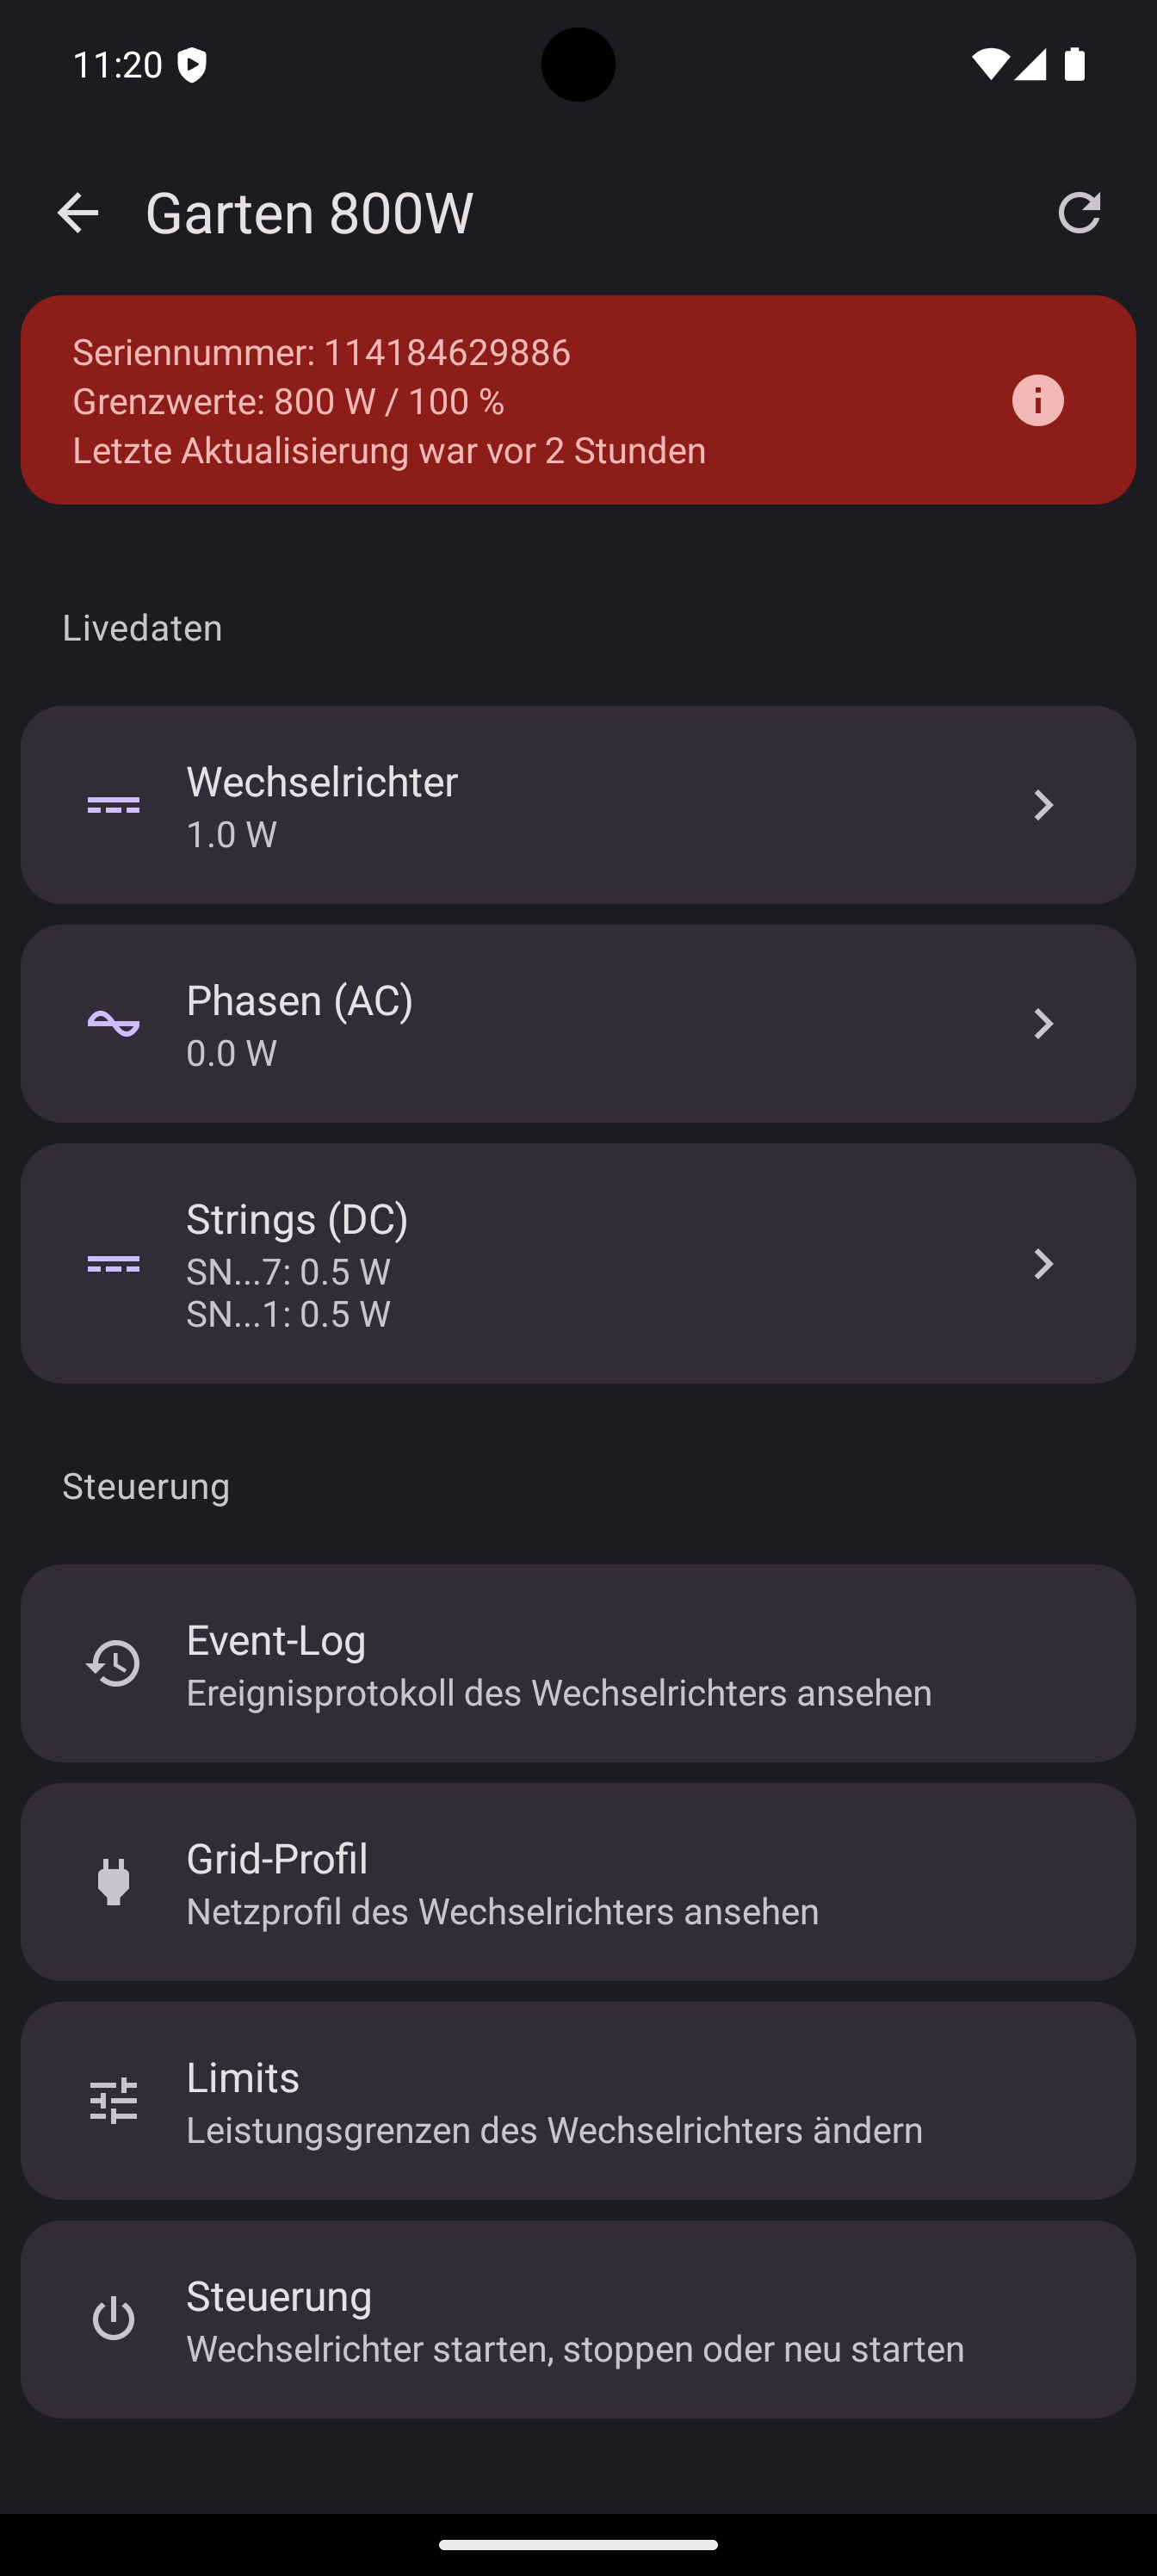 11:20
Garten 800W
Seriennummer: 114184629886
Grenzwerte: 800 W / 100 %
Letzte Aktualisierung war vor 2 Stunden
Livedaten
Wechselrichter
1.0 W
Phasen (AC)
0.0 W
Strings (DC)
SN...7: 0.5 W
SN...1: 0.5 W
Steuerung
Event-Log
Ereignisprotokoll des Wechselrichters ansehen
Grid-Profil
Netzprofil des Wechselrichters ansehen
Limits
Leistungsgrenzen des Wechselrichters ändern
Steuerung
Wechselrichter starten, stoppen oder neu starten